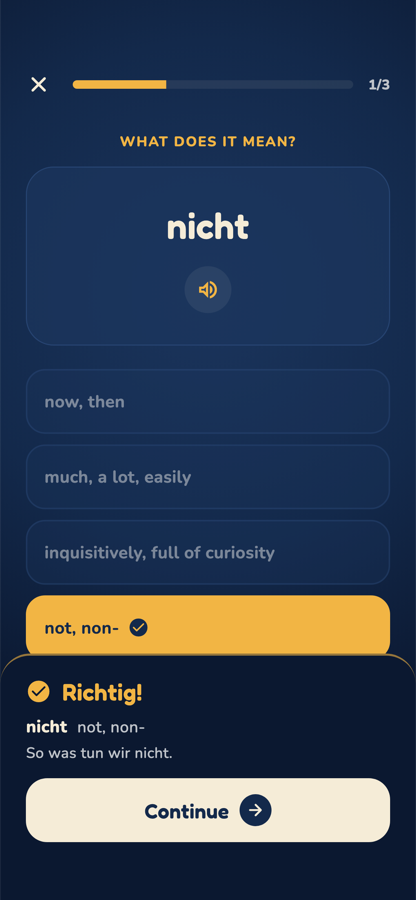 1/3
WHAT DOES IT MEAN?
nicht
now, then
much, a lot, easily
inquisitively, full of curiosity
not, non-
Richtig!
nicht not, non-
So was tun wir nicht.
Continue